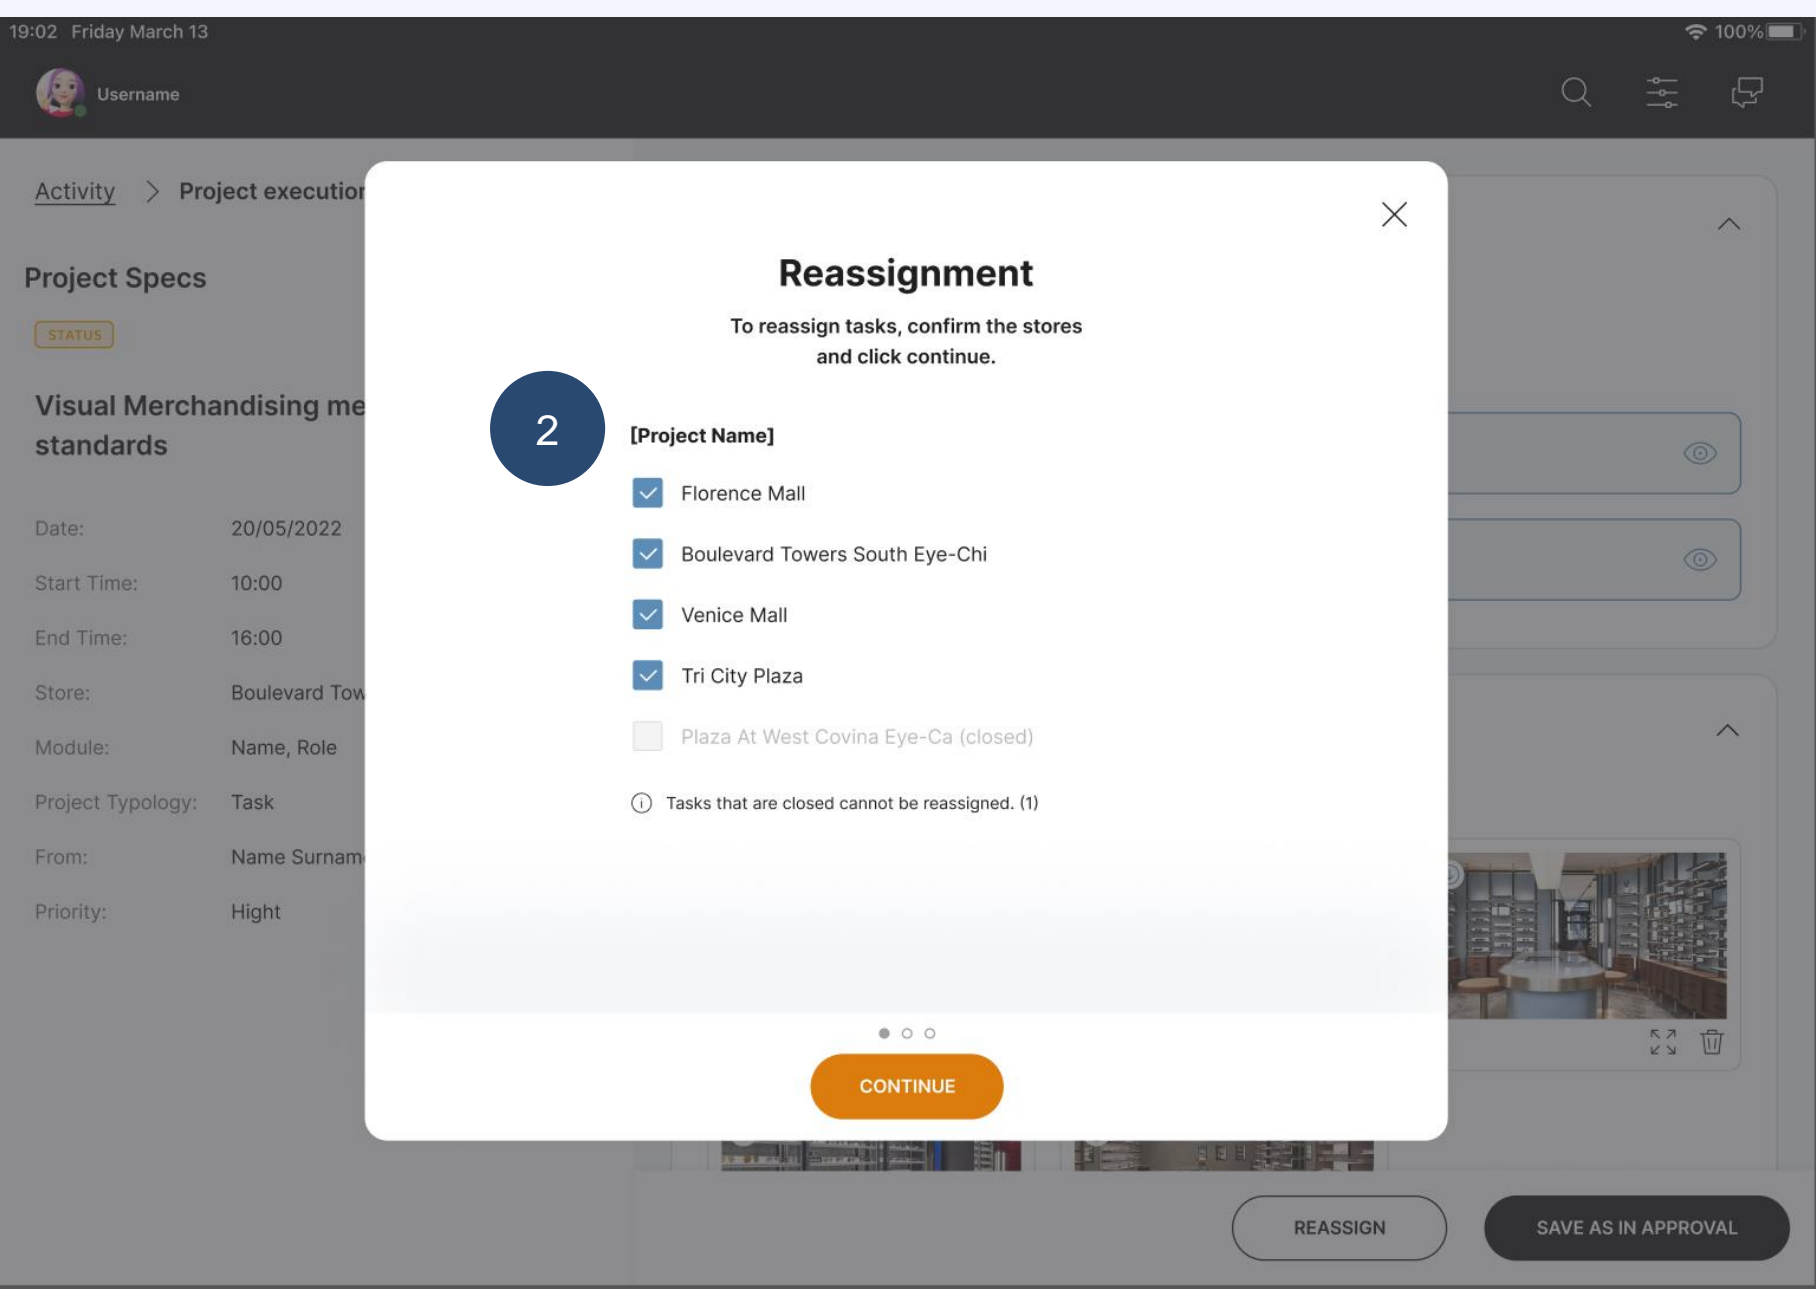 19:02 Friday March 13
100%
Username
Activity > Project execution
Project Specs
STATUS
Visual Merchandising me
standards
Date: 20/05/2022
Start Time: 10:00
End Time: 16:00
Store: Boulevard Tow
Module: Name, Role
Project Typology: Task
From: Name Surnam
Priority: Hight
Reassignment
To reassign tasks, confirm the stores
and click continue.
2
[Project Name]
Florence Mall
Boulevard Towers South Eye-Chi
Venice Mall
Tri City Plaza
Plaza At West Covina Eye-Ca (closed)
Tasks that are closed cannot be reassigned. (1)
CONTINUE
REASSIGN
SAVE AS IN APPROVAL